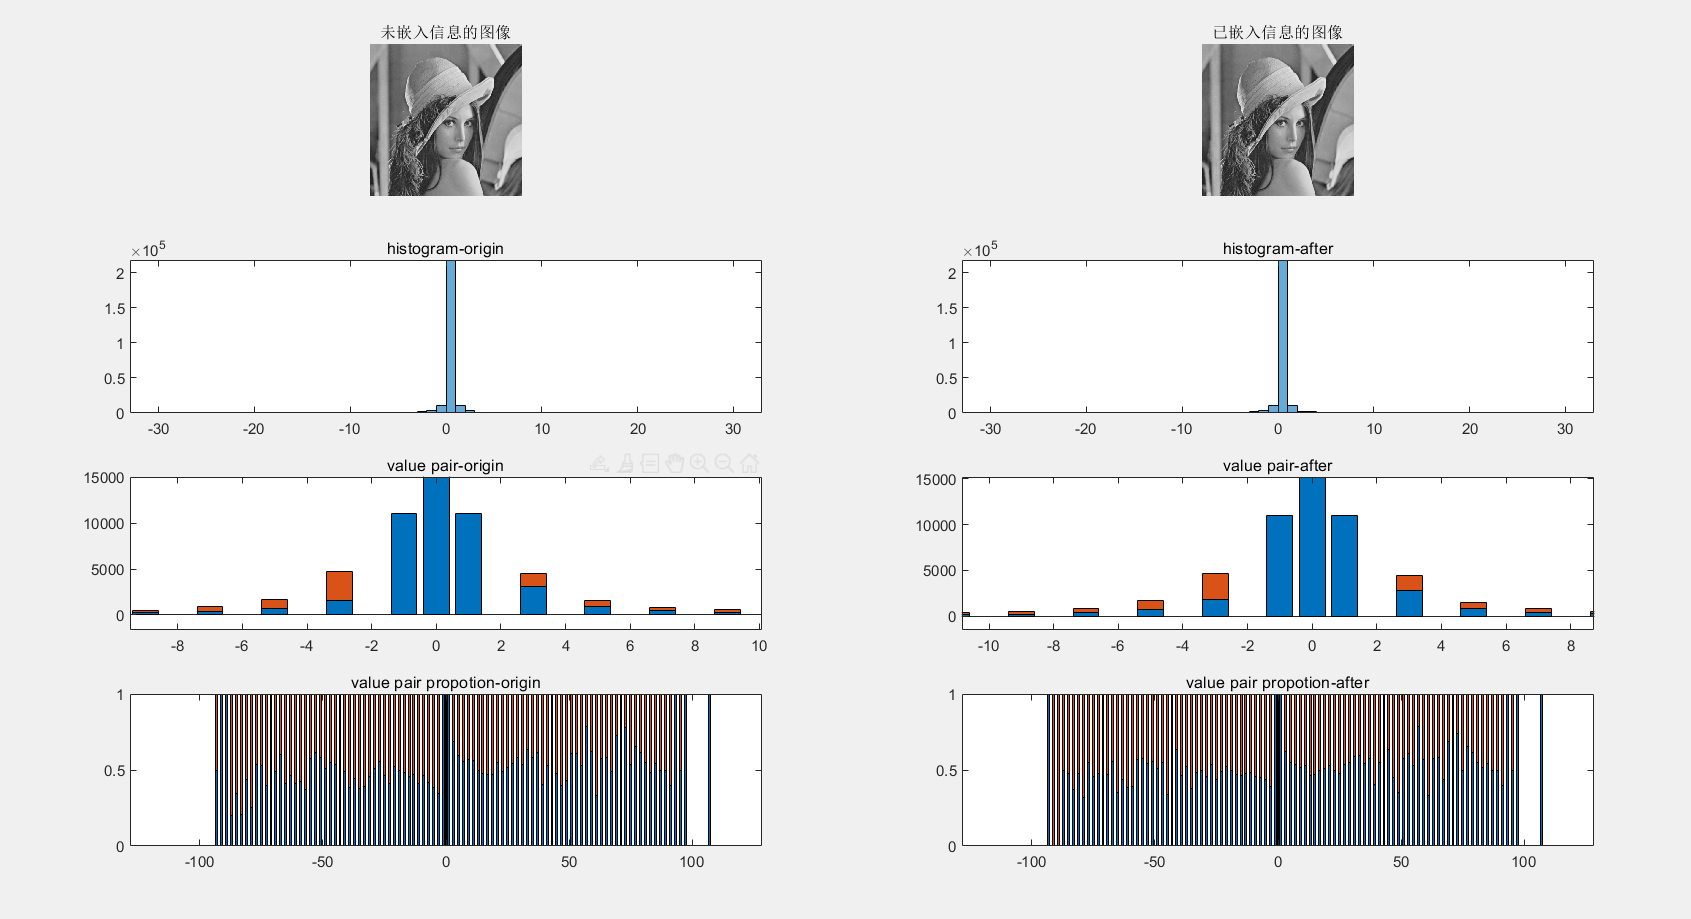 未嵌入信息的图像
已嵌入信息的图像
histogram-origin
×10^5
2
1.5
1
0.5
0
-30 -20 -10 0 10 20 30
histogram-after
×10^5
2
1.5
1
0.5
0
-30 -20 -10 0 10 20 30
value pair-origin
15000
10000
5000
0
-8 -6 -4 -2 0 2 4 6 8 10
value pair-after
15000
10000
5000
0
-10 -8 -6 -4 -2 0 2 4 6 8
value pair propotion-origin
1
0.5
0
-100 -50 0 50 100
value pair propotion-after
1
0.5
0
-100 -50 0 50 100